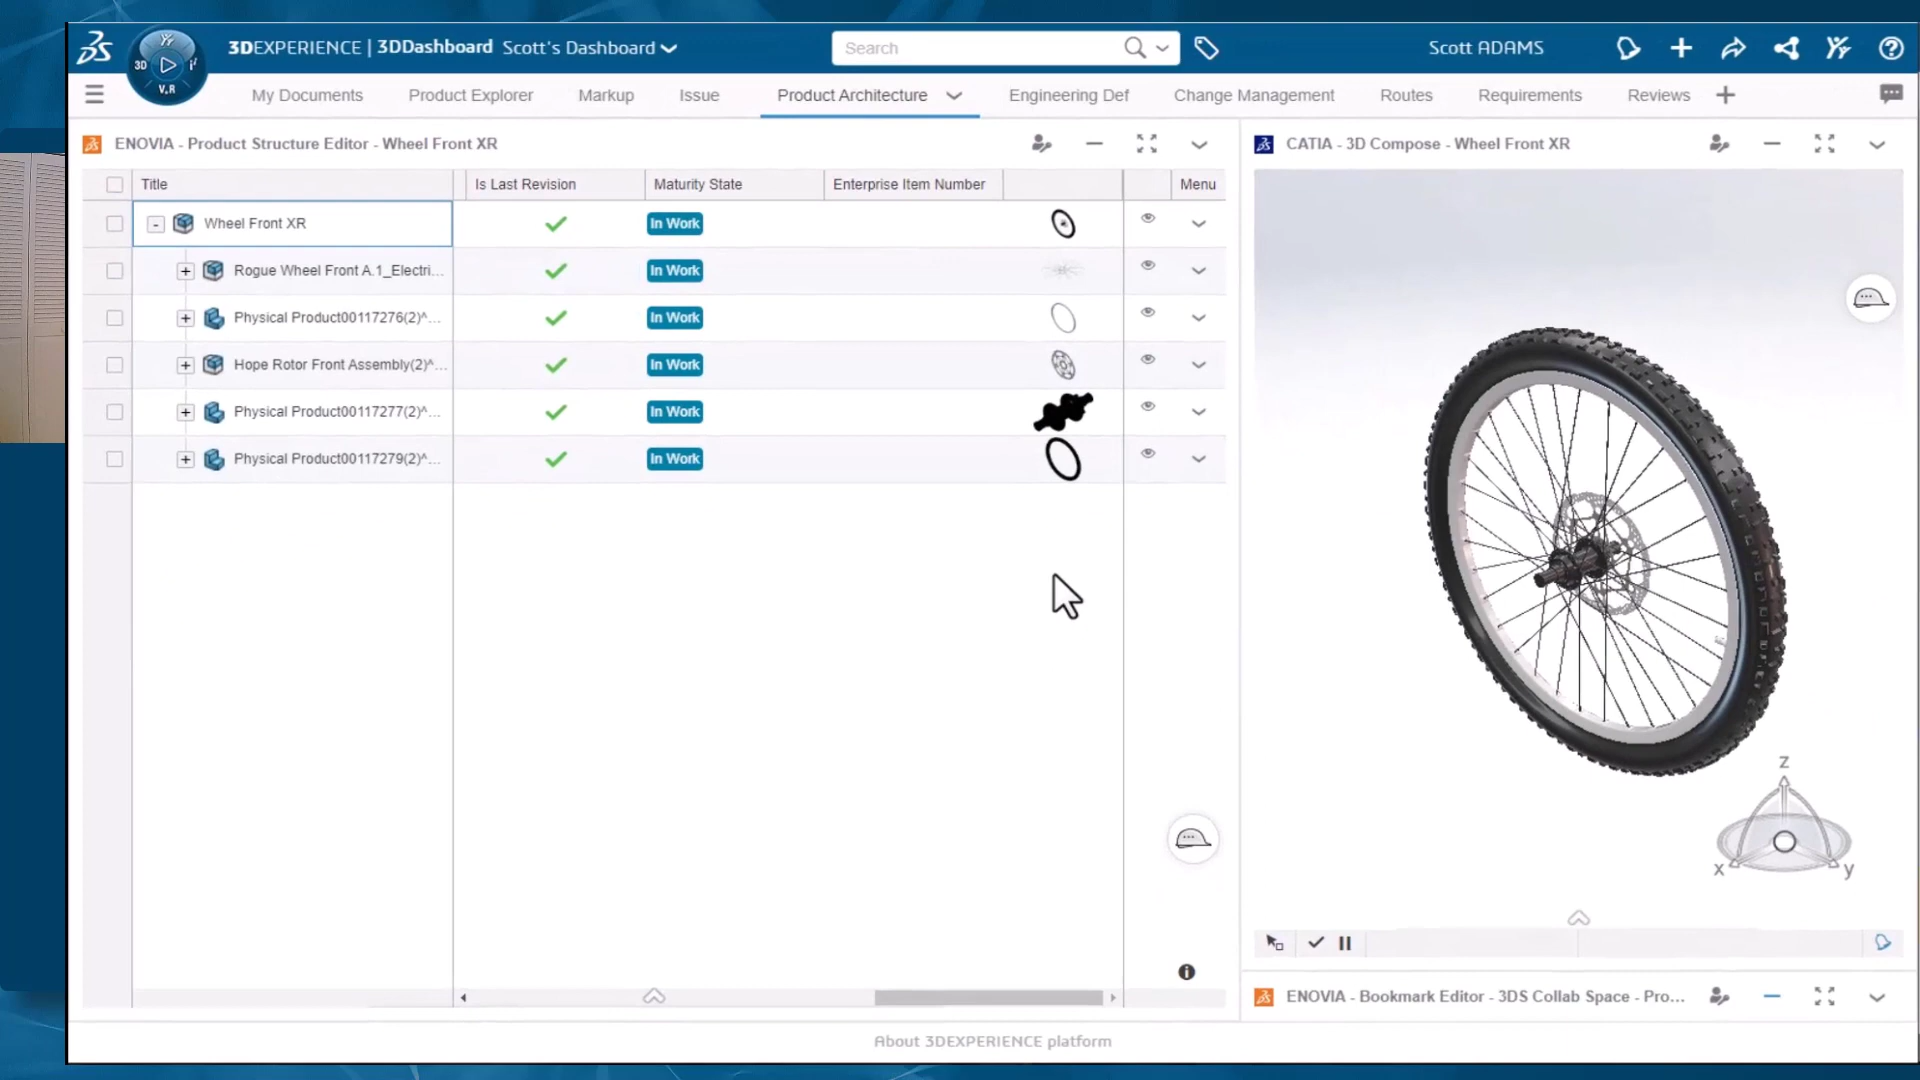 3DEXPERIENCE | 3DDashboard Scott's Dashboard
Search
Scott ADAMS
3D
V.R
My Documents Product Explorer Markup Issue Product Architecture Engineering Def Change Management Routes Requirements Reviews
ENOVIA - Product Structure Editor - Wheel Front XR
CATIA - 3D Compose - Wheel Front XR
Title Is Last Revision Maturity State Enterprise Item Number Menu
Wheel Front XR In Work
Rogue Wheel Front A.1_Electri... In Work
Physical Product00117276(2)^... In Work
Hope Rotor Front Assembly(2)^... In Work
Physical Product00117277(2)^... In Work
Physical Product00117279(2)^... In Work
z
x
y
ENOVIA - Bookmark Editor - 3DS Collab Space - Pro...
About 3DEXPERIENCE platform